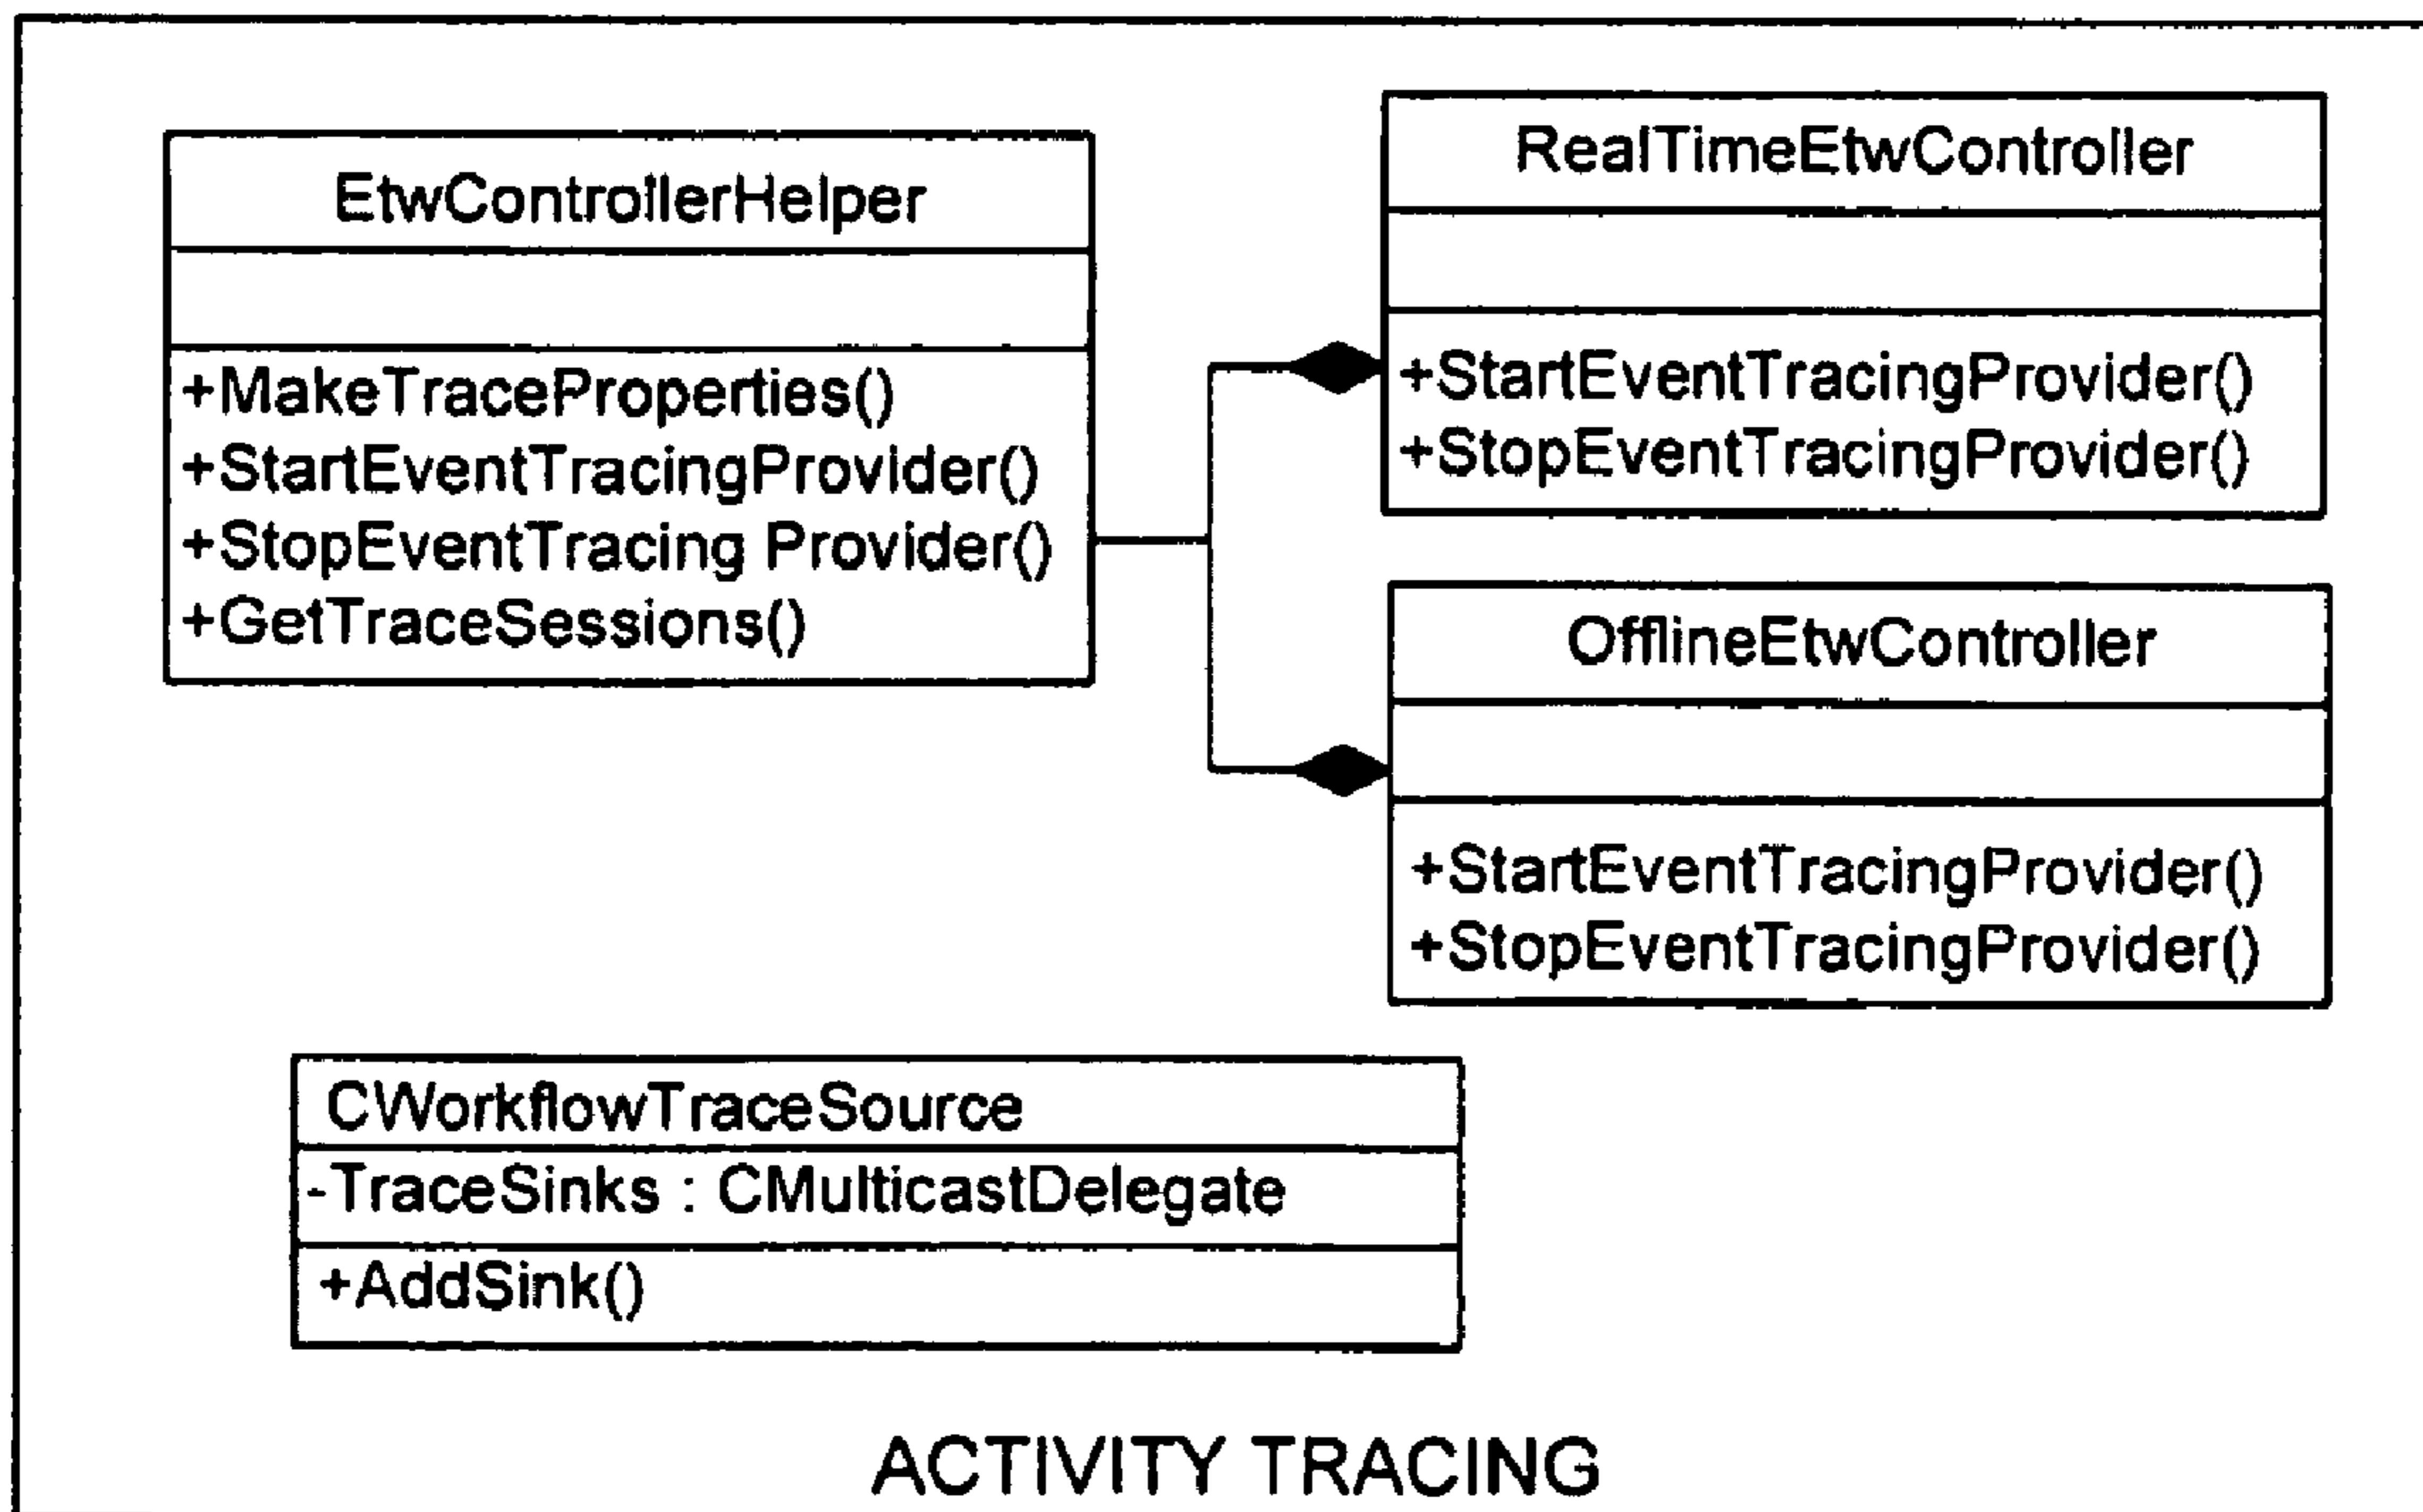 EtwControllerHelper
+MakeTraceProperties()
+StartEventTracingProvider()
+StopEventTracing Provider()
+GetTraceSessions()
RealTimeEtwController
+StartEventTracingProvider()
+StopEventTracingProvider()
OfflineEtwController
+StartEventTracingProvider()
+StopEventTracingProvider()
CWorkflowTraceSource
-TraceSinks : CMulticastDelegate
+AddSink()
ACTIVITY TRACING